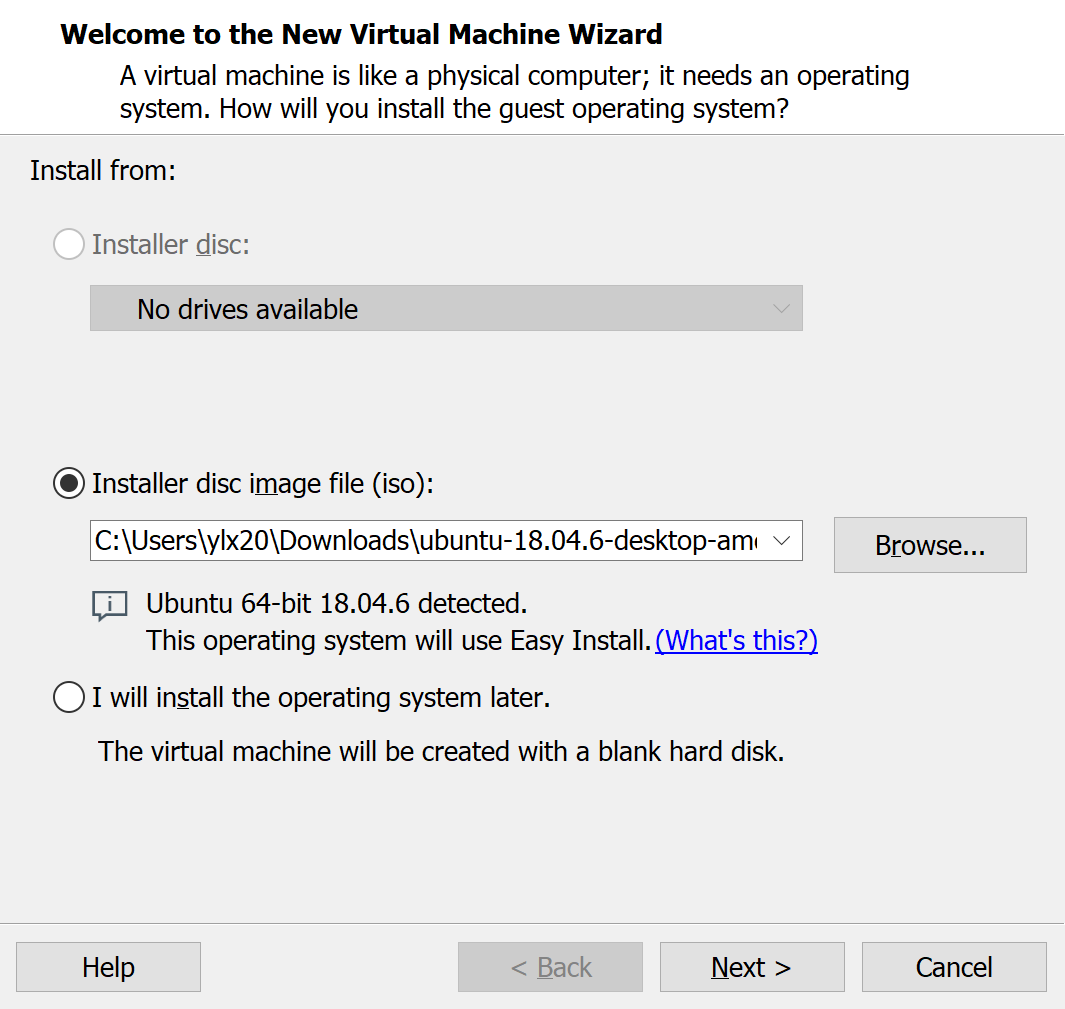 Welcome to the New Virtual Machine Wizard
A virtual machine is like a physical computer; it needs an operating
system. How will you install the guest operating system?
Install from:
Installer disc:
No drives available
Installer disc image file (iso):
C:\Users\ylx20\Downloads\ubuntu-18.04.6-desktop-am
Browse...
Ubuntu 64-bit 18.04.6 detected.
This operating system will use Easy Install. (What's this?)
I will install the operating system later.
The virtual machine will be created with a blank hard disk.
Help
< Back
Next >
Cancel